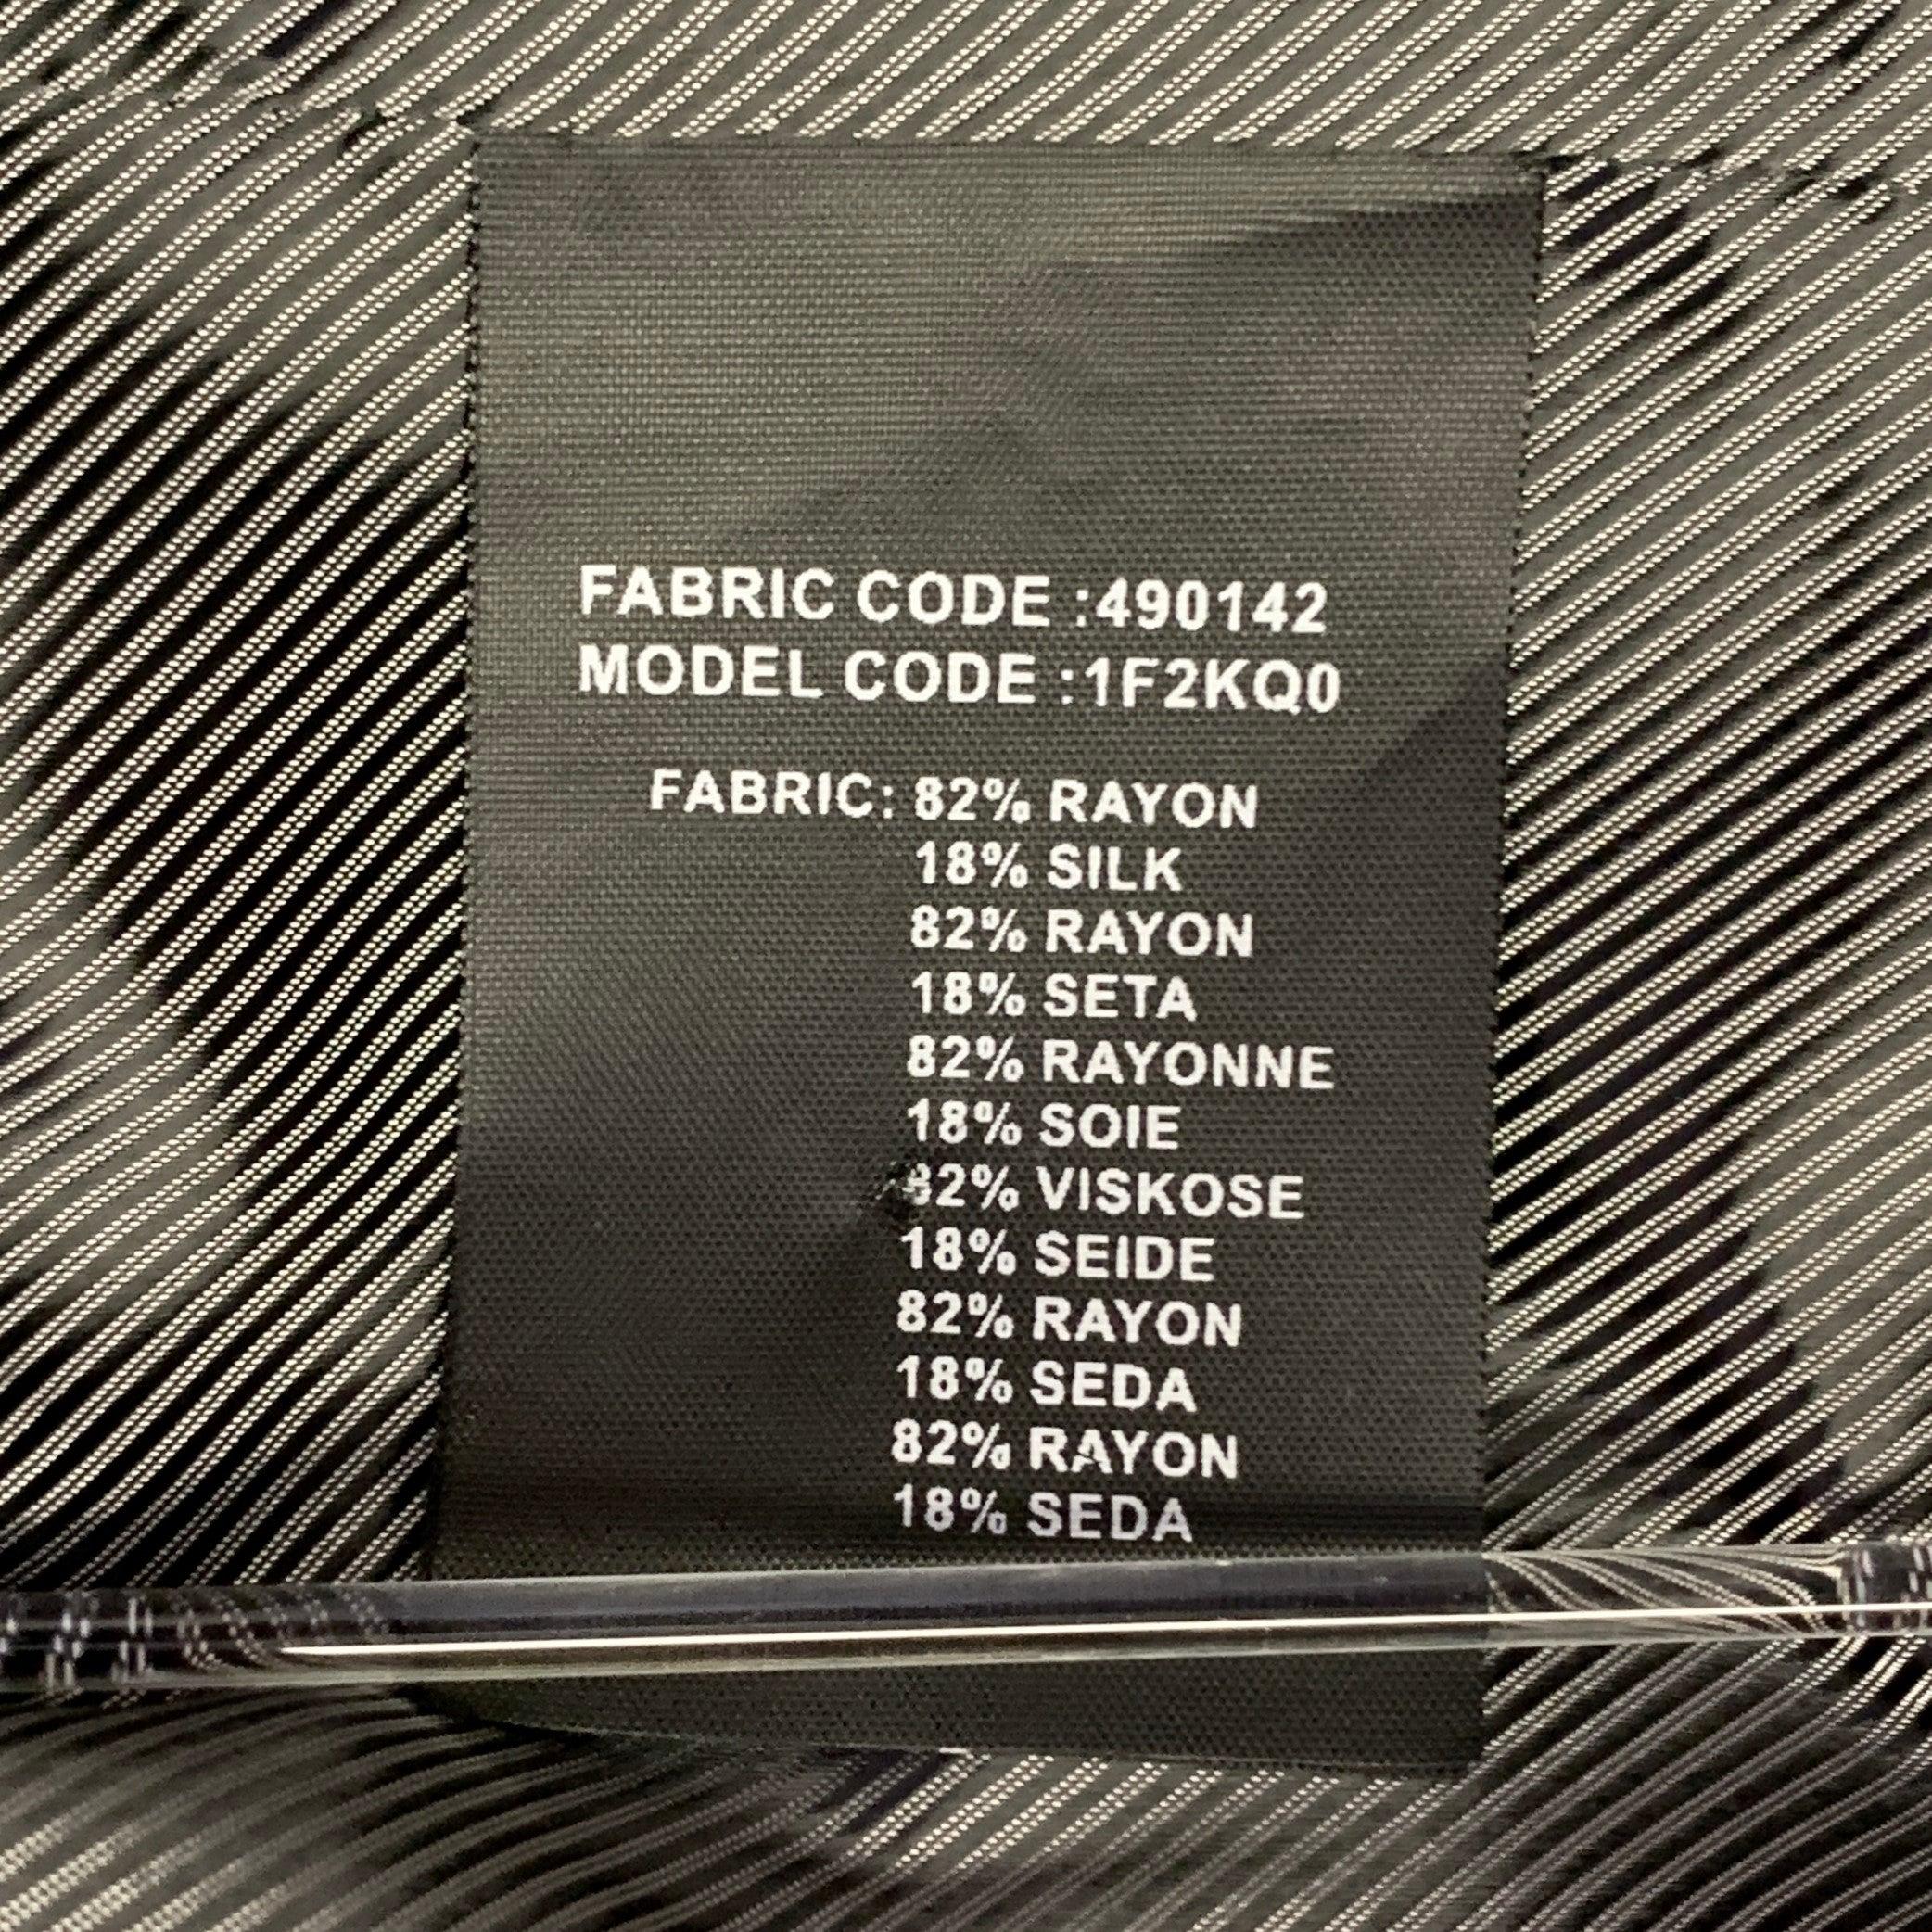 FABRIC CODE :490142
MODEL CODE :1F2KQ0
FABRIC: 82% RAYON
18% SILK
82% RAYON
18% SETA
82% RAYONNE
18% SOIE
82% VISKOSE
18% SEIDE
82% RAYON
18% SEDA
82% RAYON
18% SEDA